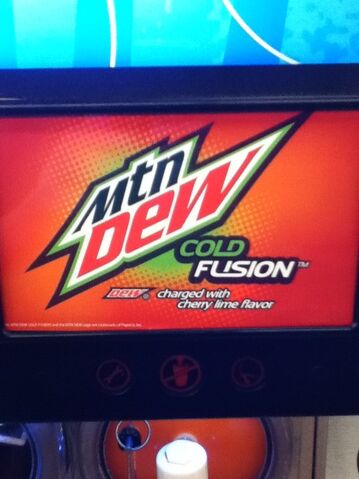 Mtn
DEW
COLD
FUSION™
DEW® charged with
cherry lime flavor